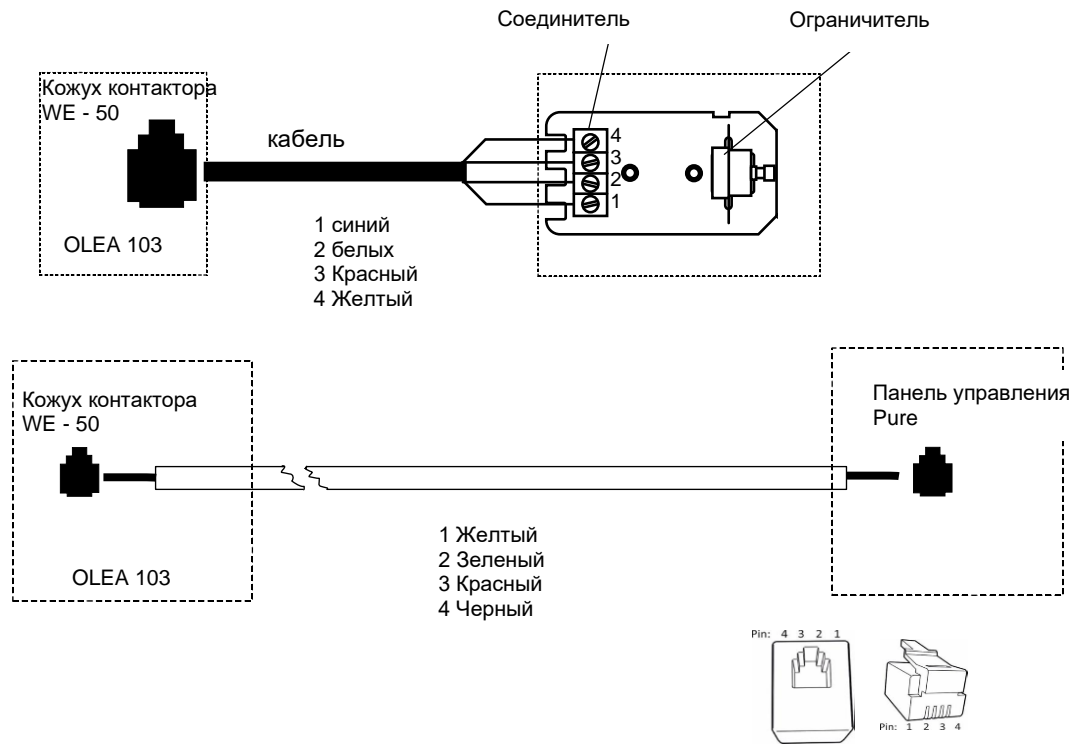 Соединитель
Ограничитель
Кожух контактора
WE - 50
кабель
4
3
2
1
OLEA 103
1 синий
2 белых
3 Красный
4 Желтый
Кожух контактора
WE - 50
Панель управления
Pure
OLEA 103
1 Желтый
2 Зеленый
3 Красный
4 Черный
Pin: 4 3 2 1
Pin: 1 2 3 4